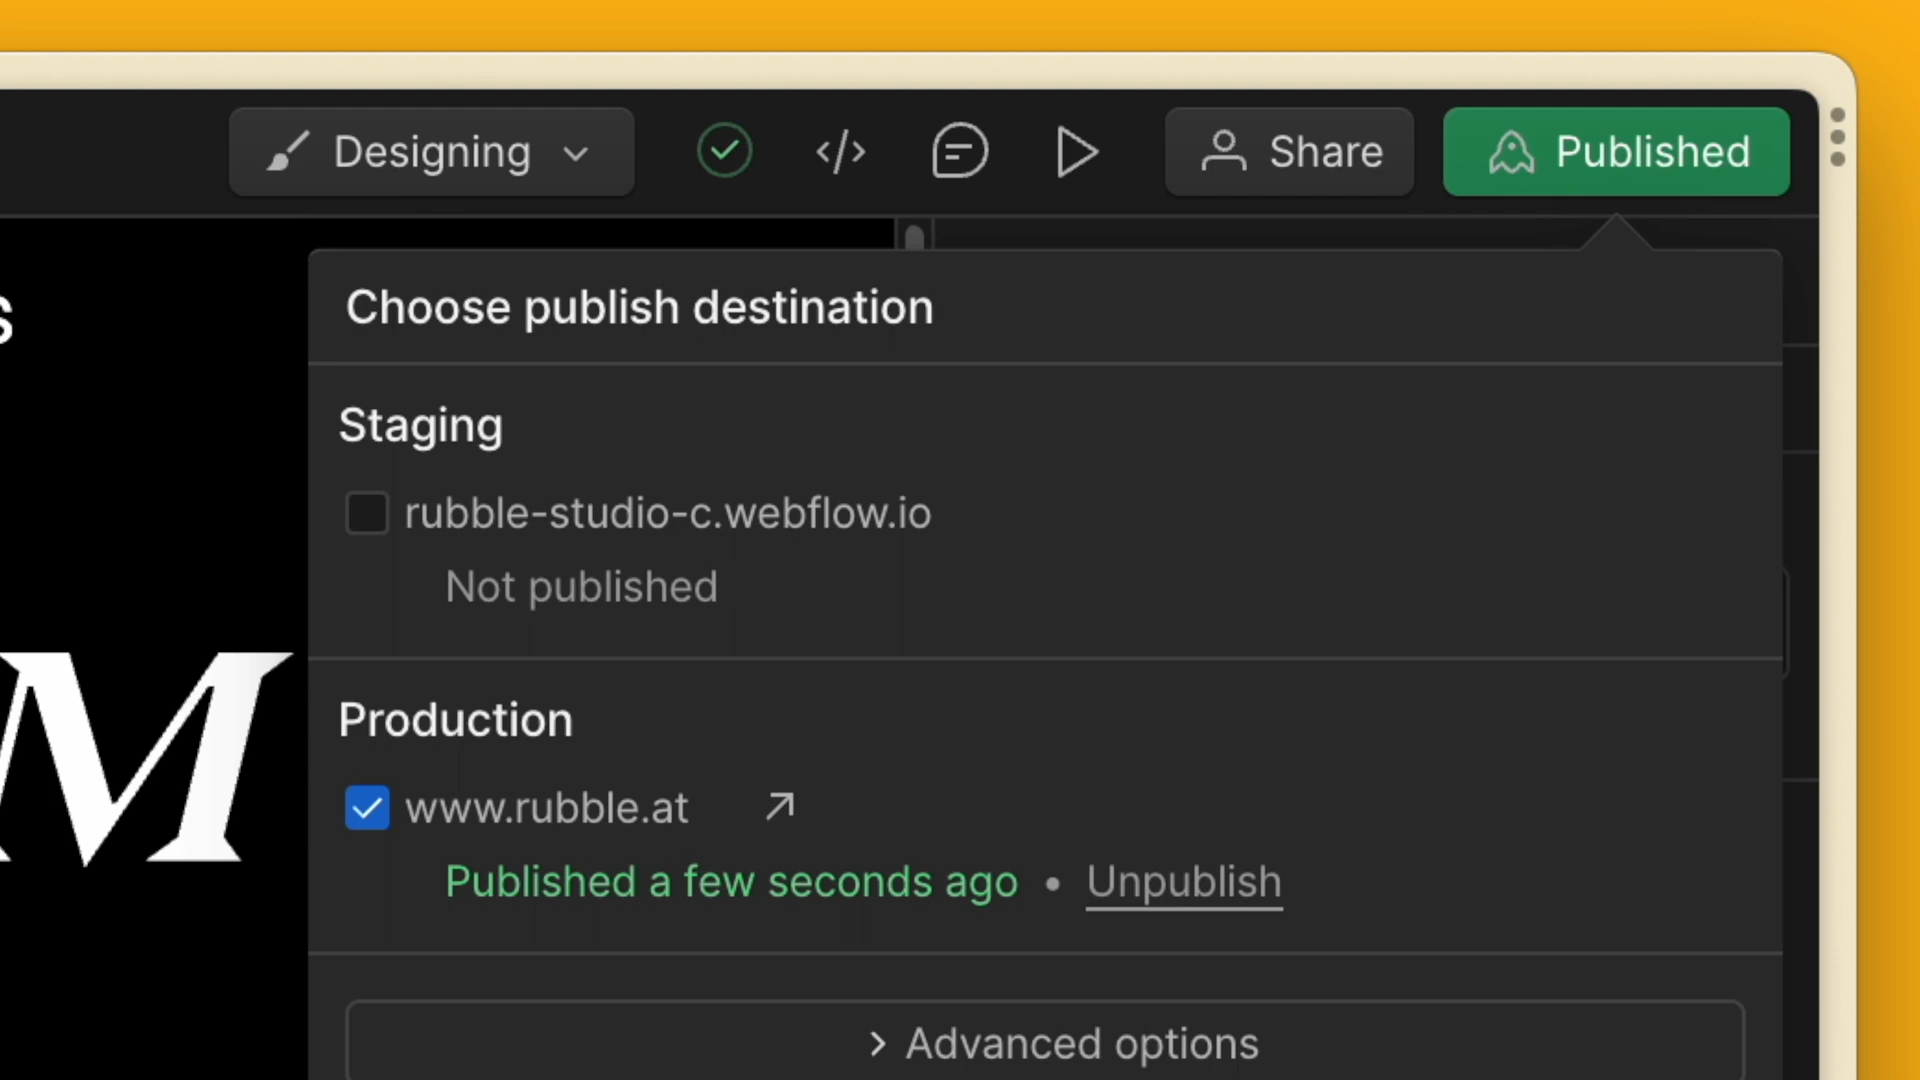 Designing
Share
Published
s
Choose publish destination
Staging
rubble-studio-c.webflow.io
Not published
M
Production
www.rubble.at
Published a few seconds ago • Unpublish
Advanced options